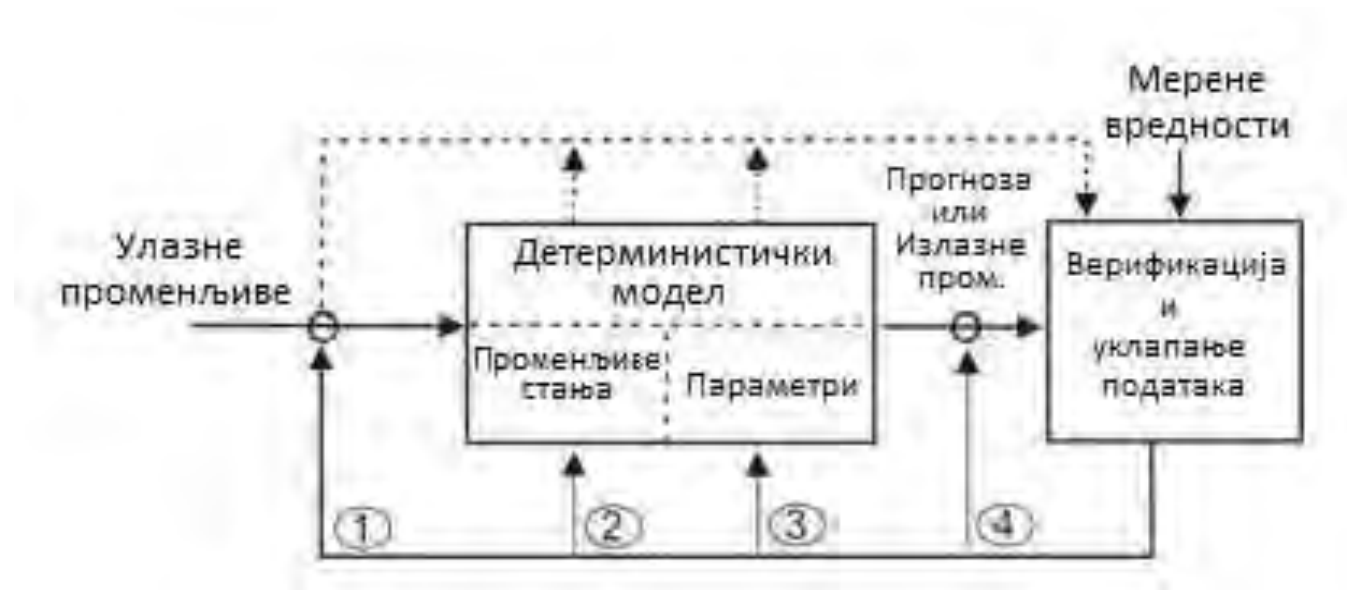 Мерене
вредности
Прогноза
или
Излазне
пром.
Улазне
променљиве
Детерминистички
модел
Променљиве
стања
Параметри
Верификација
и
уклапање
података
1
2
3
4